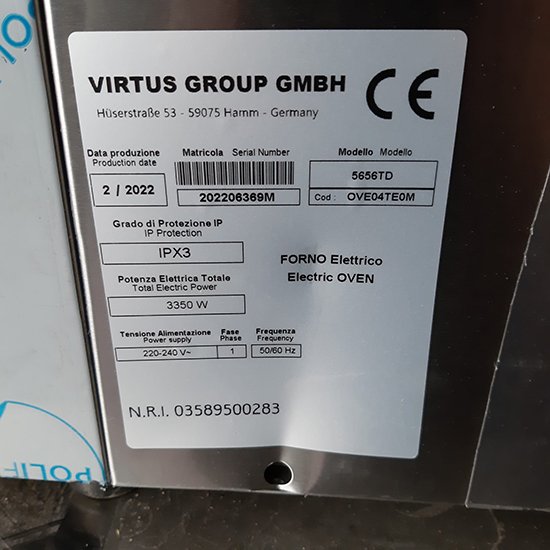 VIRTUS GROUP GMBH
CE
Hüserstraße 53 - 59075 Hamm - Germany
Data produzione
Production date
2 / 2022
Matricola Serial Number
202206369M
Modello Modello
5656TD
Cod : OVE04TE0M
Grado di Protezione IP
IP Protection
IPX3
FORNO Elettrico
Electric OVEN
Potenza Elettrica Totale
Total Electric Power
3350 W
Tensione Alimentazione
Power supply
220-240 V~
Fase
Phase
1
Frequenza
Frequency
50/60 Hz
N.R.I. 03589500283
POLIF